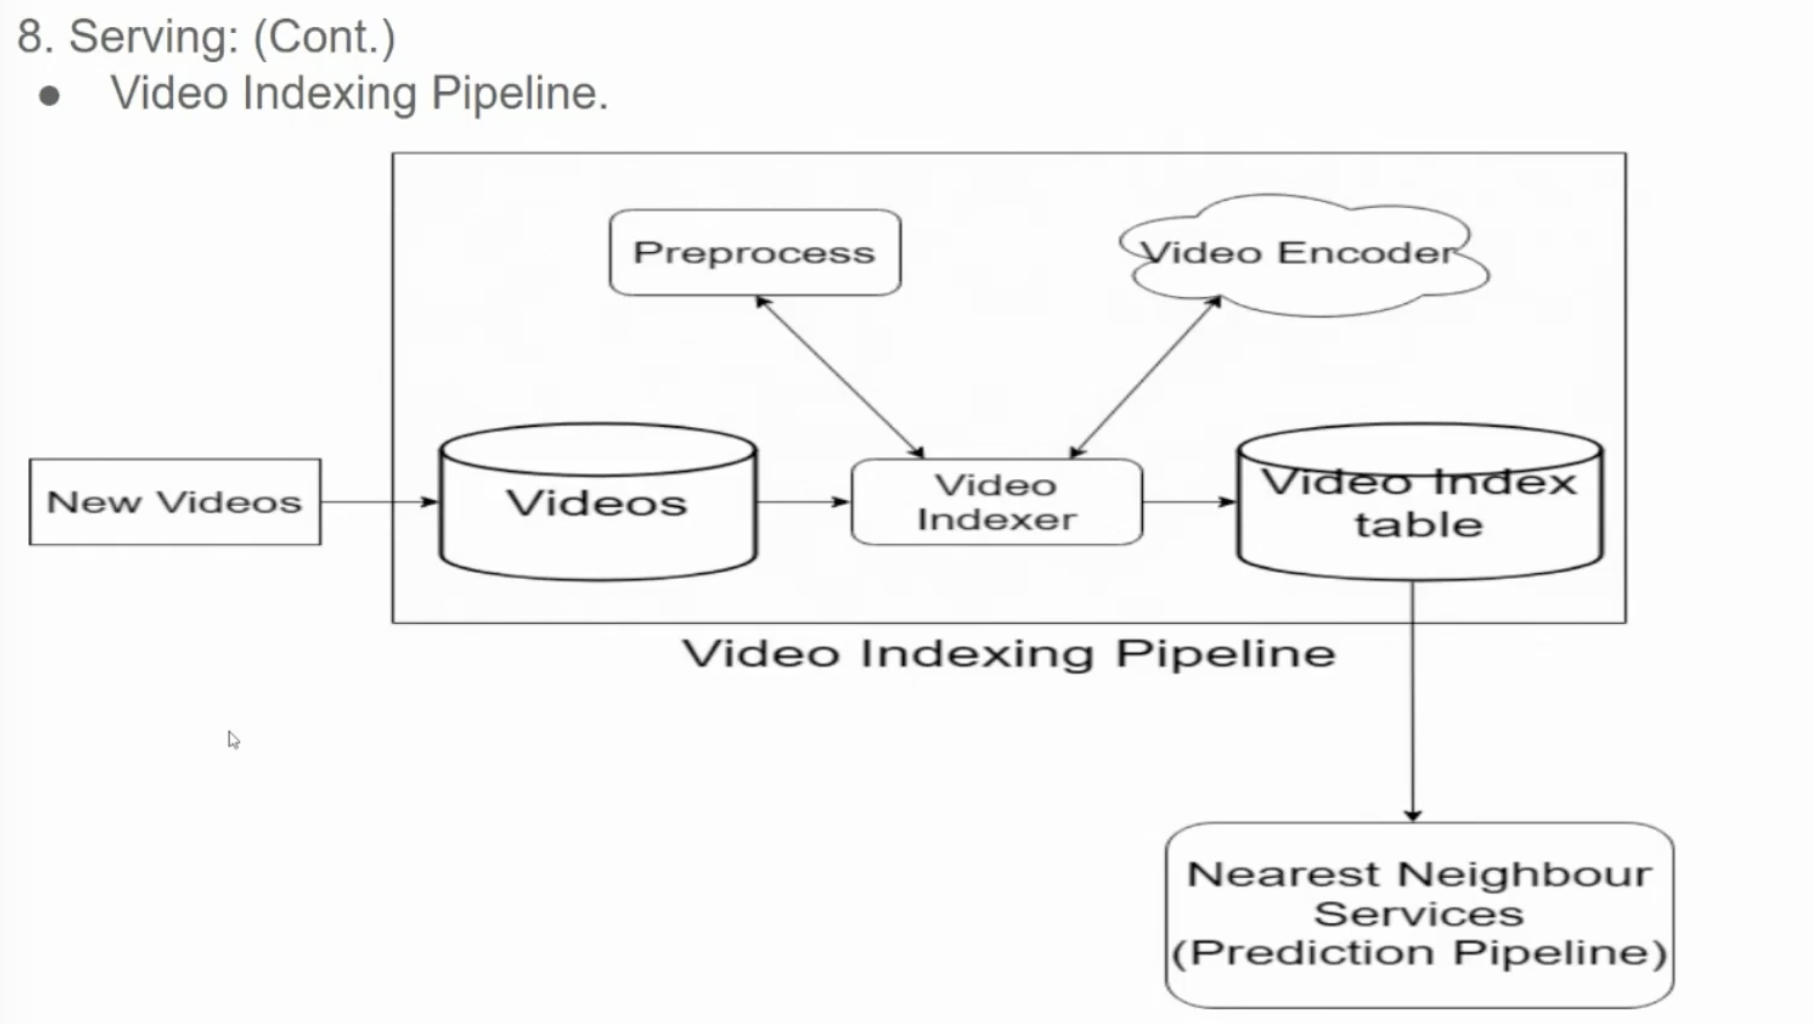 8. Serving: (Cont.)
● Video Indexing Pipeline.
Preprocess
Video Encoder
New Videos
Videos
Video
Indexer
Video Index
table
Video Indexing Pipeline
Nearest Neighbour
Services
(Prediction Pipeline)